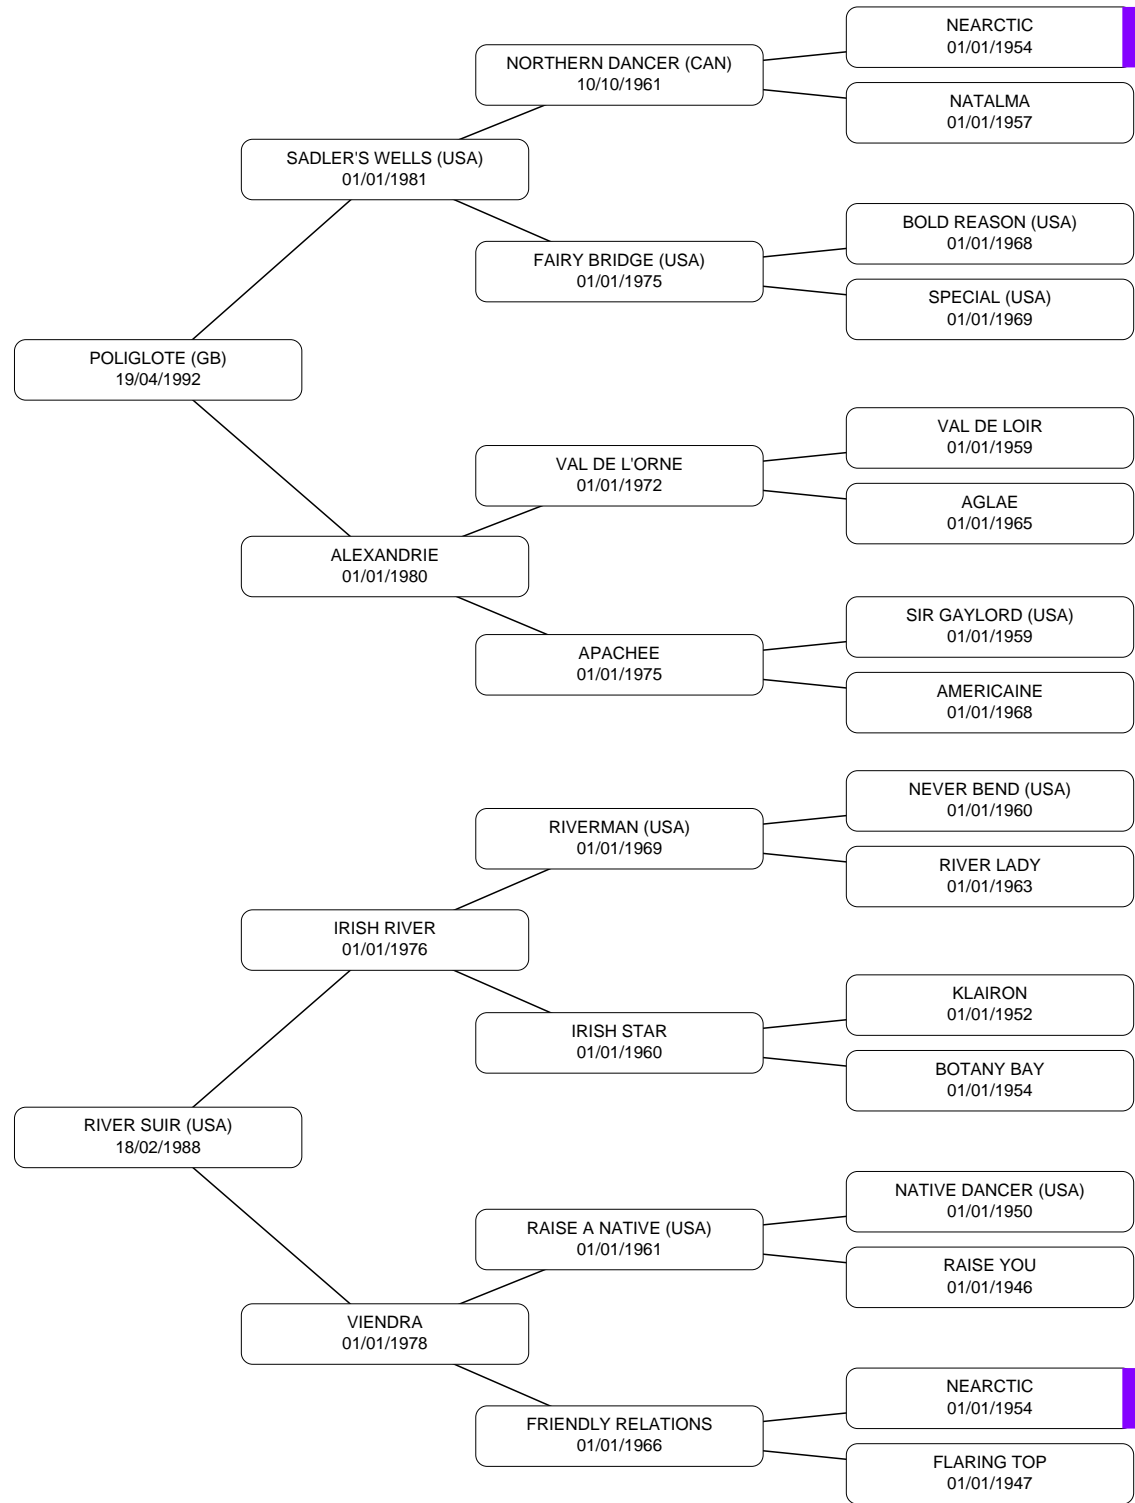 NEARCTIC
01/01/1954
NORTHERN DANCER (CAN)
10/10/1961
NATALMA
01/01/1957
SADLER'S WELLS (USA)
01/01/1981
BOLD REASON (USA)
01/01/1968
FAIRY BRIDGE (USA)
01/01/1975
SPECIAL (USA)
01/01/1969
POLIGLOTE (GB)
19/04/1992
VAL DE LOIR
01/01/1959
VAL DE L'ORNE
01/01/1972
AGLAE
01/01/1965
ALEXANDRIE
01/01/1980
SIR GAYLORD (USA)
01/01/1959
APACHEE
01/01/1975
AMERICAINE
01/01/1968
NEVER BEND (USA)
01/01/1960
RIVERMAN (USA)
01/01/1969
RIVER LADY
01/01/1963
IRISH RIVER
01/01/1976
KLAIRON
01/01/1952
IRISH STAR
01/01/1960
BOTANY BAY
01/01/1954
RIVER SUIR (USA)
18/02/1988
NATIVE DANCER (USA)
01/01/1950
RAISE A NATIVE (USA)
01/01/1961
RAISE YOU
01/01/1946
VIENDRA
01/01/1978
NEARCTIC
01/01/1954
FRIENDLY RELATIONS
01/01/1966
FLARING TOP
01/01/1947